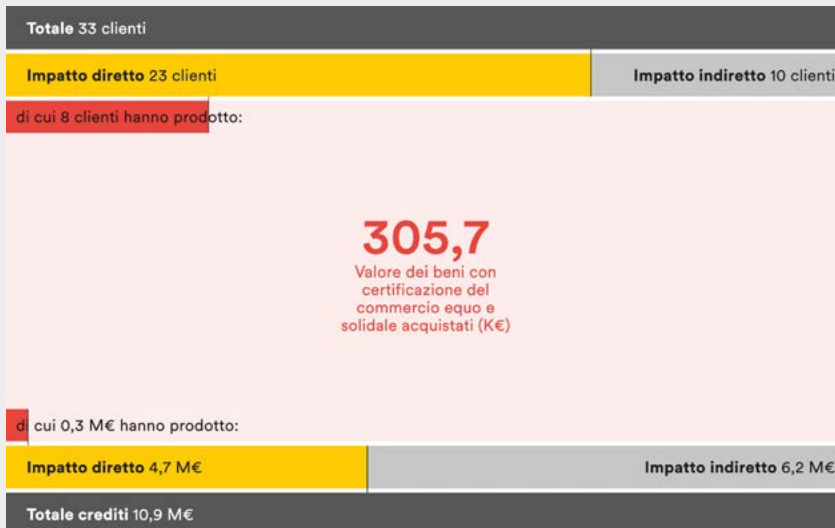 Totale 33 clienti
Impatto diretto 23 clienti
Impatto indiretto 10 clienti
di cui 8 clienti hanno prodotto:
305,7
Valore dei beni con
certificazione del
commercio equo e
solidale acquistati (K€)
di cui 0,3 M€ hanno prodotto:
Impatto diretto 4,7 M€
Impatto indiretto 6,2 M€
Totale crediti 10,9 M€